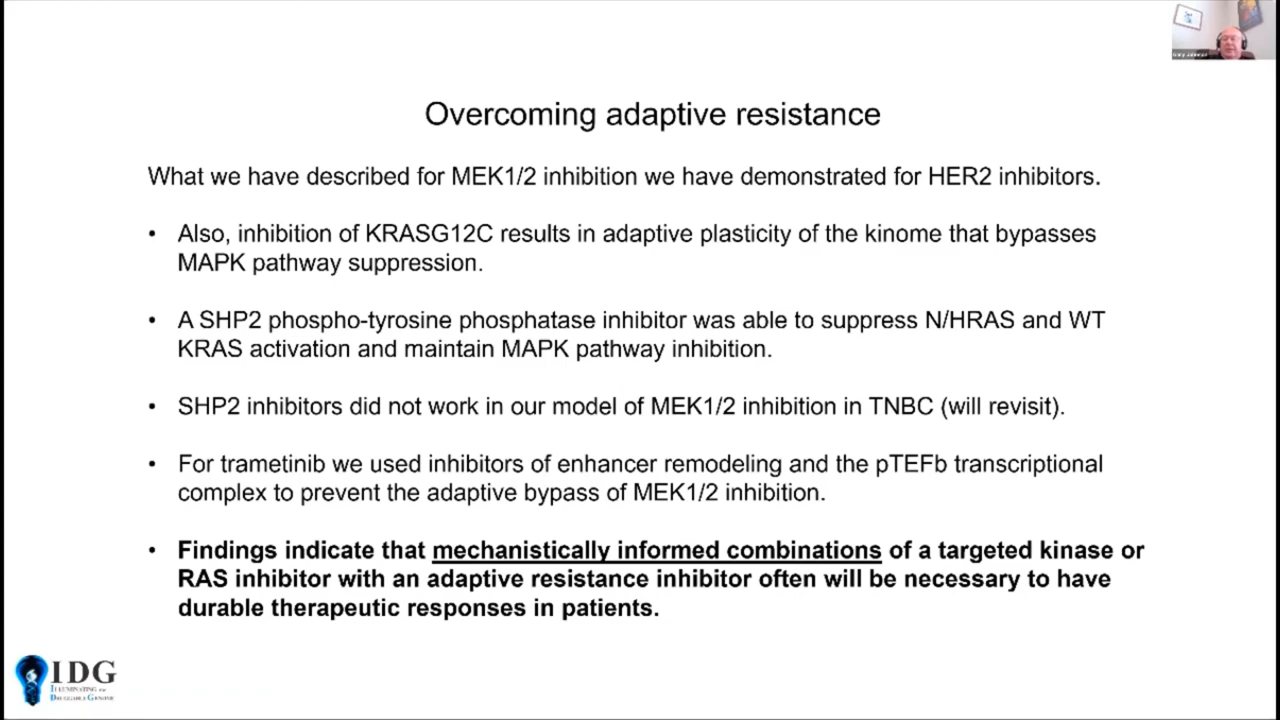 Overcoming adaptive resistance
What we have described for MEK1/2 inhibition we have demonstrated for HER2 inhibitors.
• Also, inhibition of KRASG12C results in adaptive plasticity of the kinome that bypasses
MAPK pathway suppression.
• A SHP2 phospho-tyrosine phosphatase inhibitor was able to suppress N/HRAS and WT
KRAS activation and maintain MAPK pathway inhibition.
• SHP2 inhibitors did not work in our model of MEK1/2 inhibition in TNBC (will revisit).
• For trametinib we used inhibitors of enhancer remodeling and the pTEFb transcriptional
complex to prevent the adaptive bypass of MEK1/2 inhibition.
• Findings indicate that mechanistically informed combinations of a targeted kinase or
RAS inhibitor with an adaptive resistance inhibitor often will be necessary to have
durable therapeutic responses in patients.
IDG
ILLUMINATING the
DRUGGABLE GENOME